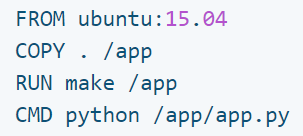 FROM ubuntu:15.04
COPY . /app
RUN make /app
CMD python /app/app.py